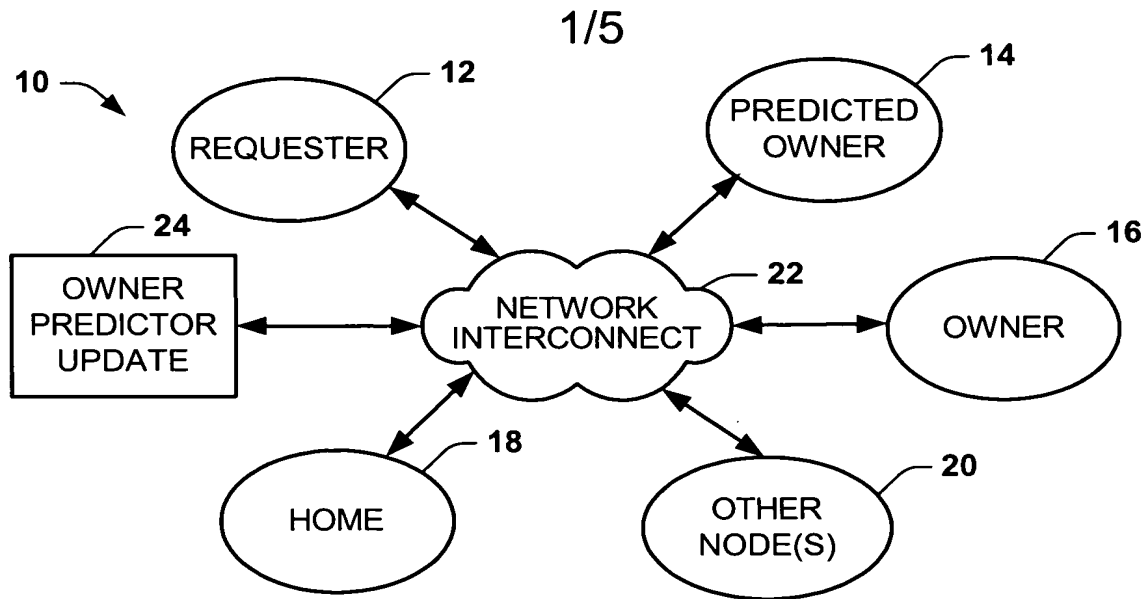 1/5
10
12
REQUESTER
14
PREDICTED
OWNER
24
OWNER
PREDICTOR
UPDATE
22
NETWORK
INTERCONNECT
16
OWNER
18
HOME
20
OTHER
NODE(S)